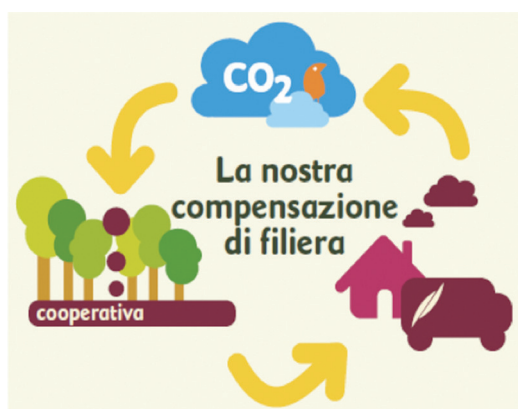 CO2
La nostra
compensazione
di filiera
cooperativa